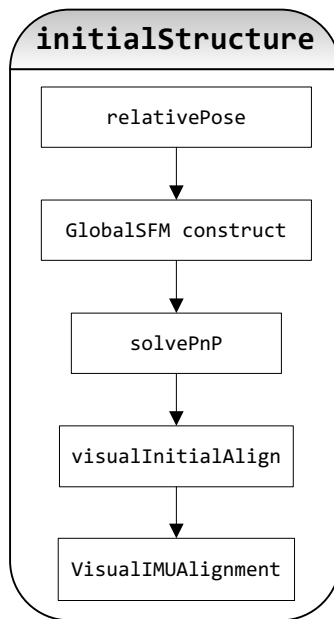 initialStructure
relativePose
GlobalSFM construct
solvePnP
visualInitialAlign
VisualIMUAlignment